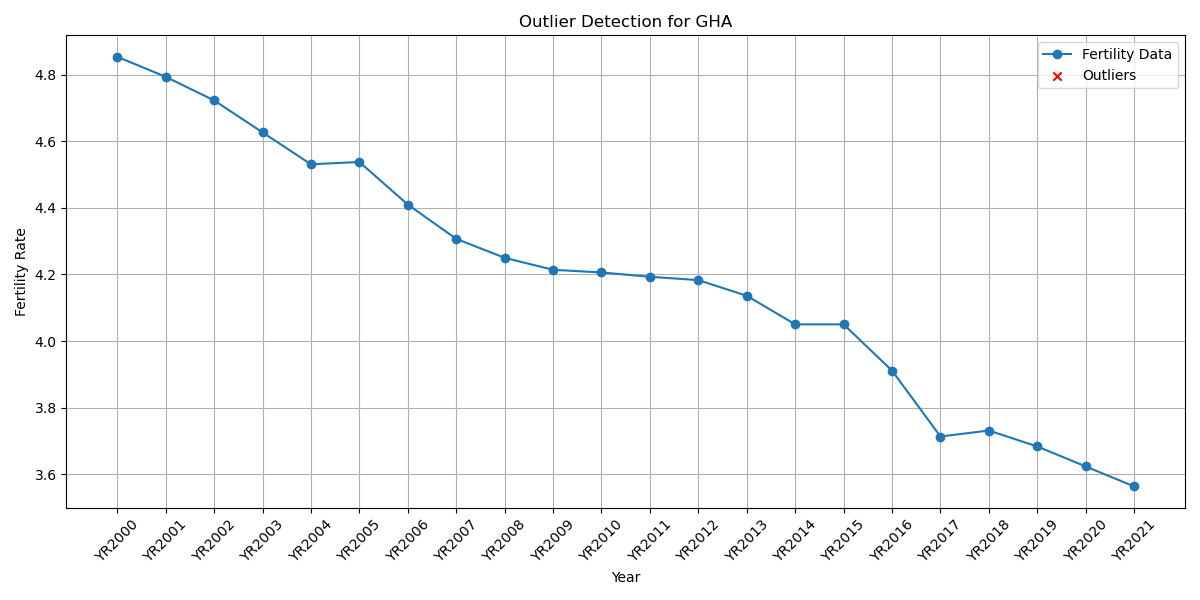 Outlier Detection for GHA
Fertility Data
Outliers
Fertility Rate
4.8
4.6
4.4
4.2
4.0
3.8
3.6
YR2000
YR2001
YR2002
YR2003
YR2004
YR2005
YR2006
YR2007
YR2008
YR2009
YR2010
YR2011
YR2012
YR2013
YR2014
YR2015
YR2016
YR2017
YR2018
YR2019
YR2020
YR2021
Year